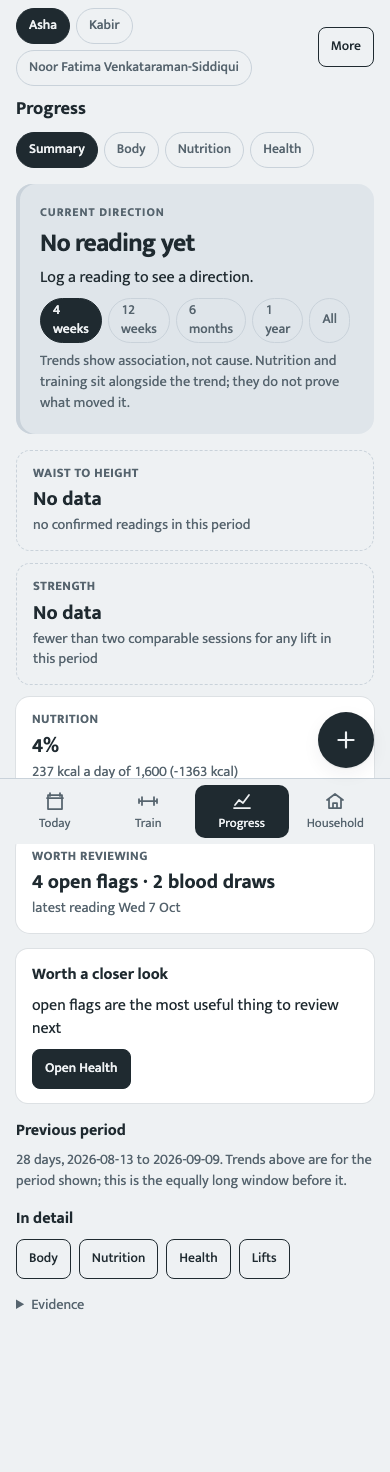 Asha
Kabir
More
Noor Fatima Venkataraman-Siddiqui
Progress
Summary
Body
Nutrition
Health
CURRENT DIRECTION
No reading yet
Log a reading to see a direction.
4 weeks
12 weeks
6 months
1 year
All
Trends show association, not cause. Nutrition and
training sit alongside the trend; they do not prove
what moved it.
WAIST TO HEIGHT
No data
no confirmed readings in this period
STRENGTH
No data
fewer than two comparable sessions for any lift in
this period
NUTRITION
4%
237 kcal a day of 1,600 (-1363 kcal)
Today
Train
Progress
Household
WORTH REVIEWING
4 open flags · 2 blood draws
latest reading Wed 7 Oct
Worth a closer look
open flags are the most useful thing to review
next
Open Health
Previous period
28 days, 2026-08-13 to 2026-09-09. Trends above are for the
period shown; this is the equally long window before it.
In detail
Body
Nutrition
Health
Lifts
Evidence